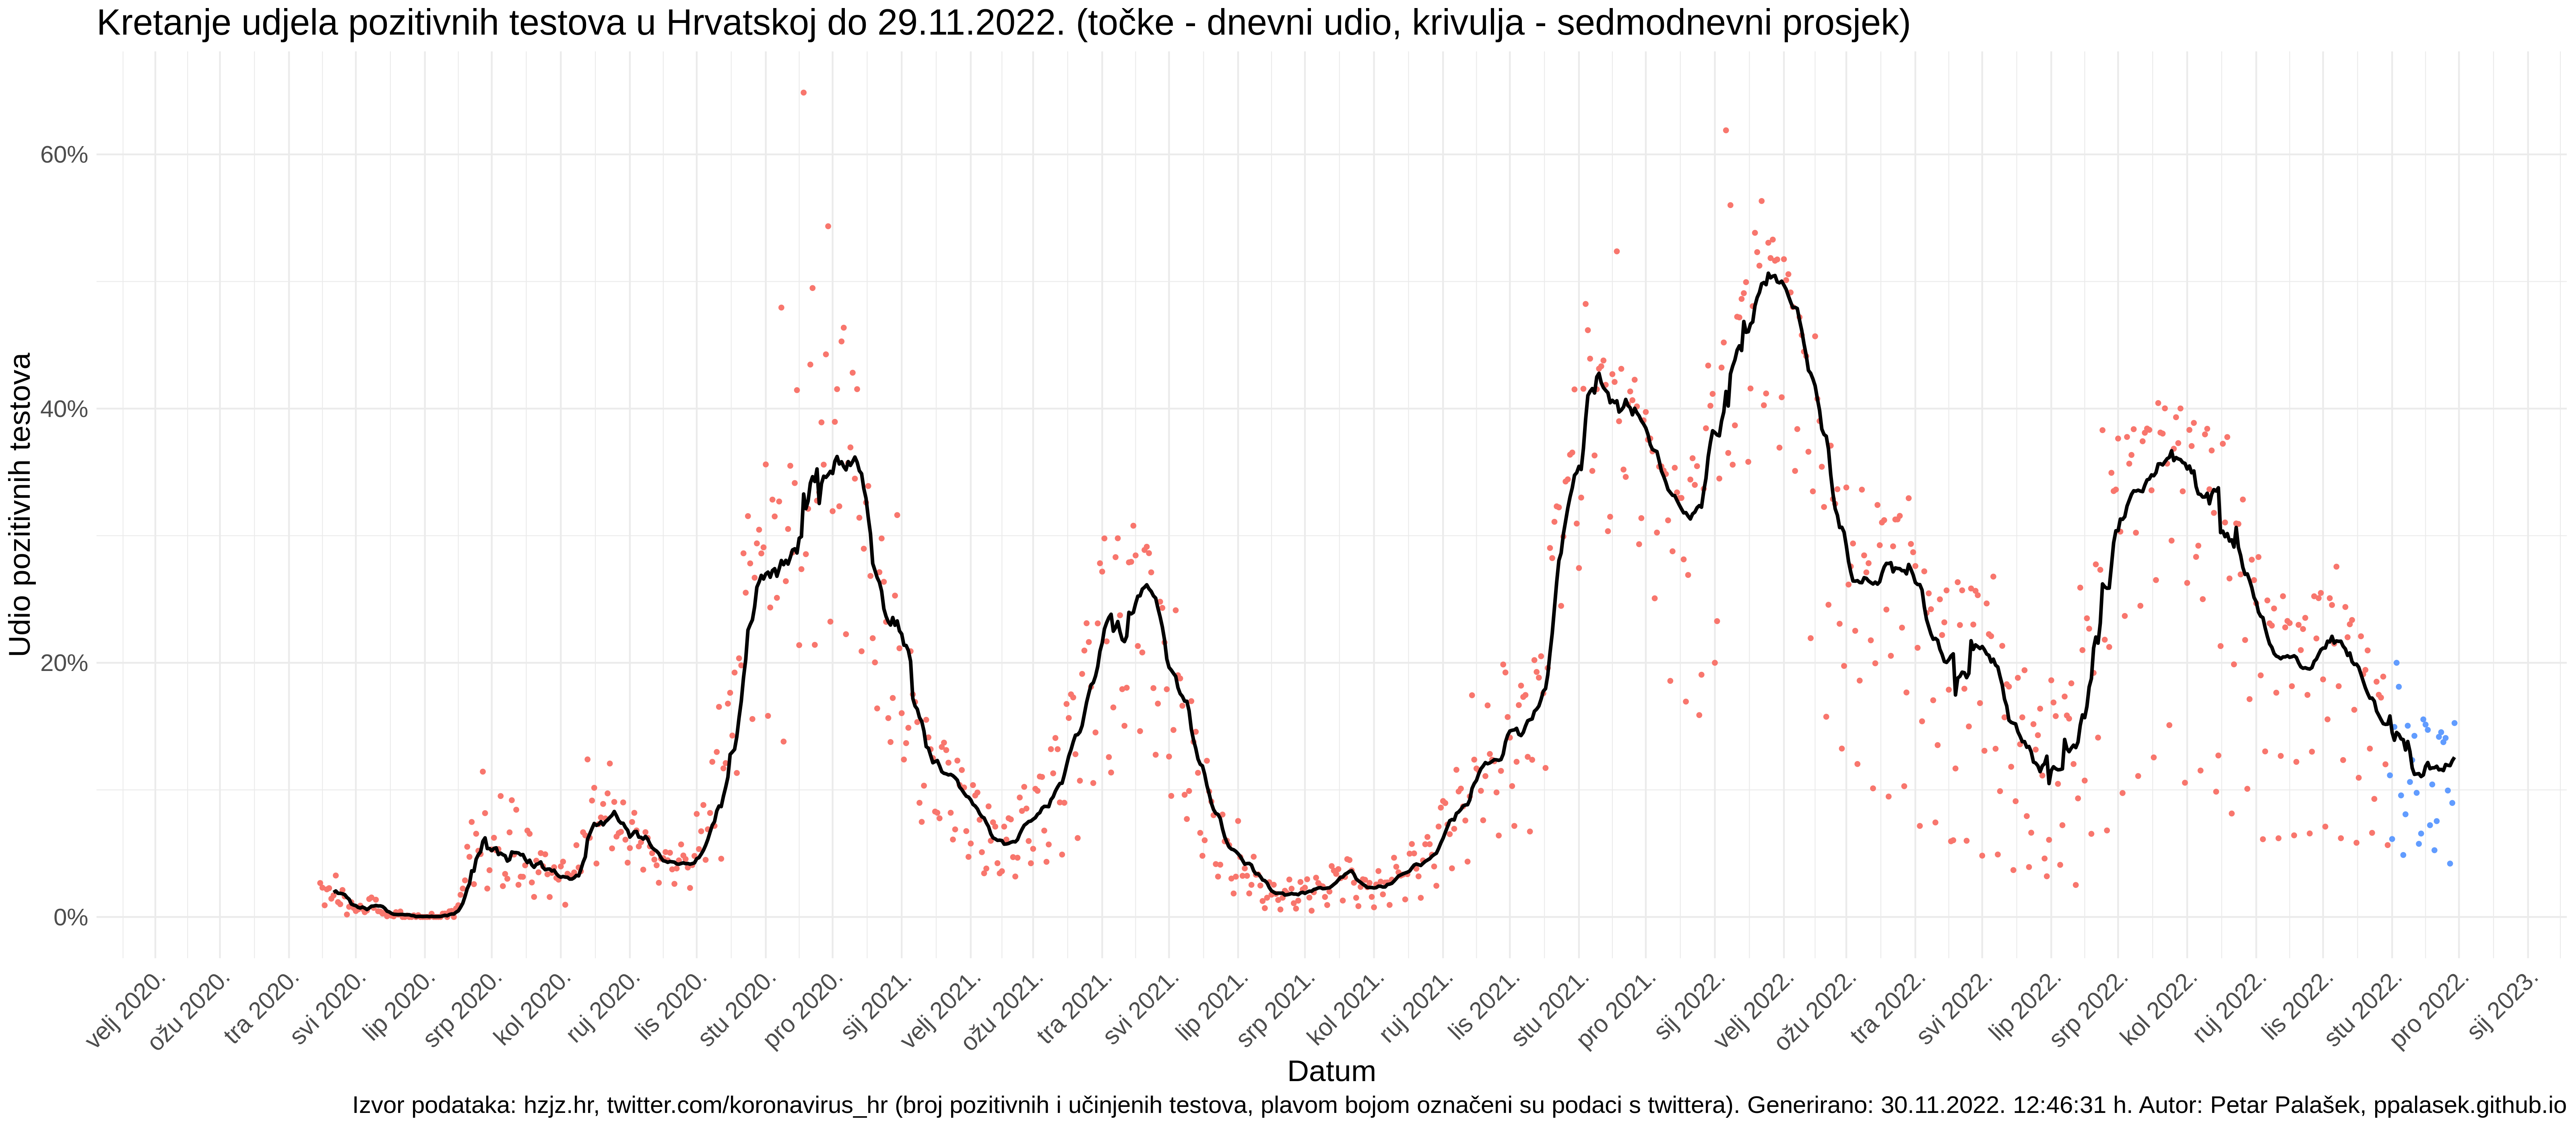 Kretanje udjela pozitivnih testova u Hrvatskoj do 29.11.2022. (točke - dnevni udio, krivulja - sedmodnevni prosjek)
Udio pozitivnih testova
60%
40%
20%
0%
velj 2020.
ožu 2020.
tra 2020.
svi 2020.
lip 2020.
srp 2020.
kol 2020.
ruj 2020.
lis 2020.
stu 2020.
pro 2020.
sij 2021.
velj 2021.
ožu 2021.
tra 2021.
svi 2021.
lip 2021.
srp 2021.
kol 2021.
ruj 2021.
lis 2021.
stu 2021.
pro 2021.
sij 2022.
velj 2022.
ožu 2022.
tra 2022.
svi 2022.
lip 2022.
srp 2022.
kol 2022.
ruj 2022.
lis 2022.
stu 2022.
pro 2022.
sij 2023.
Datum
Izvor podataka: hzjz.hr, twitter.com/koronavirus_hr (broj pozitivnih i učinjenih testova, plavom bojom označeni su podaci s twittera). Generirano: 30.11.2022. 12:46:31 h. Autor: Petar Palašek, ppalasek.github.io